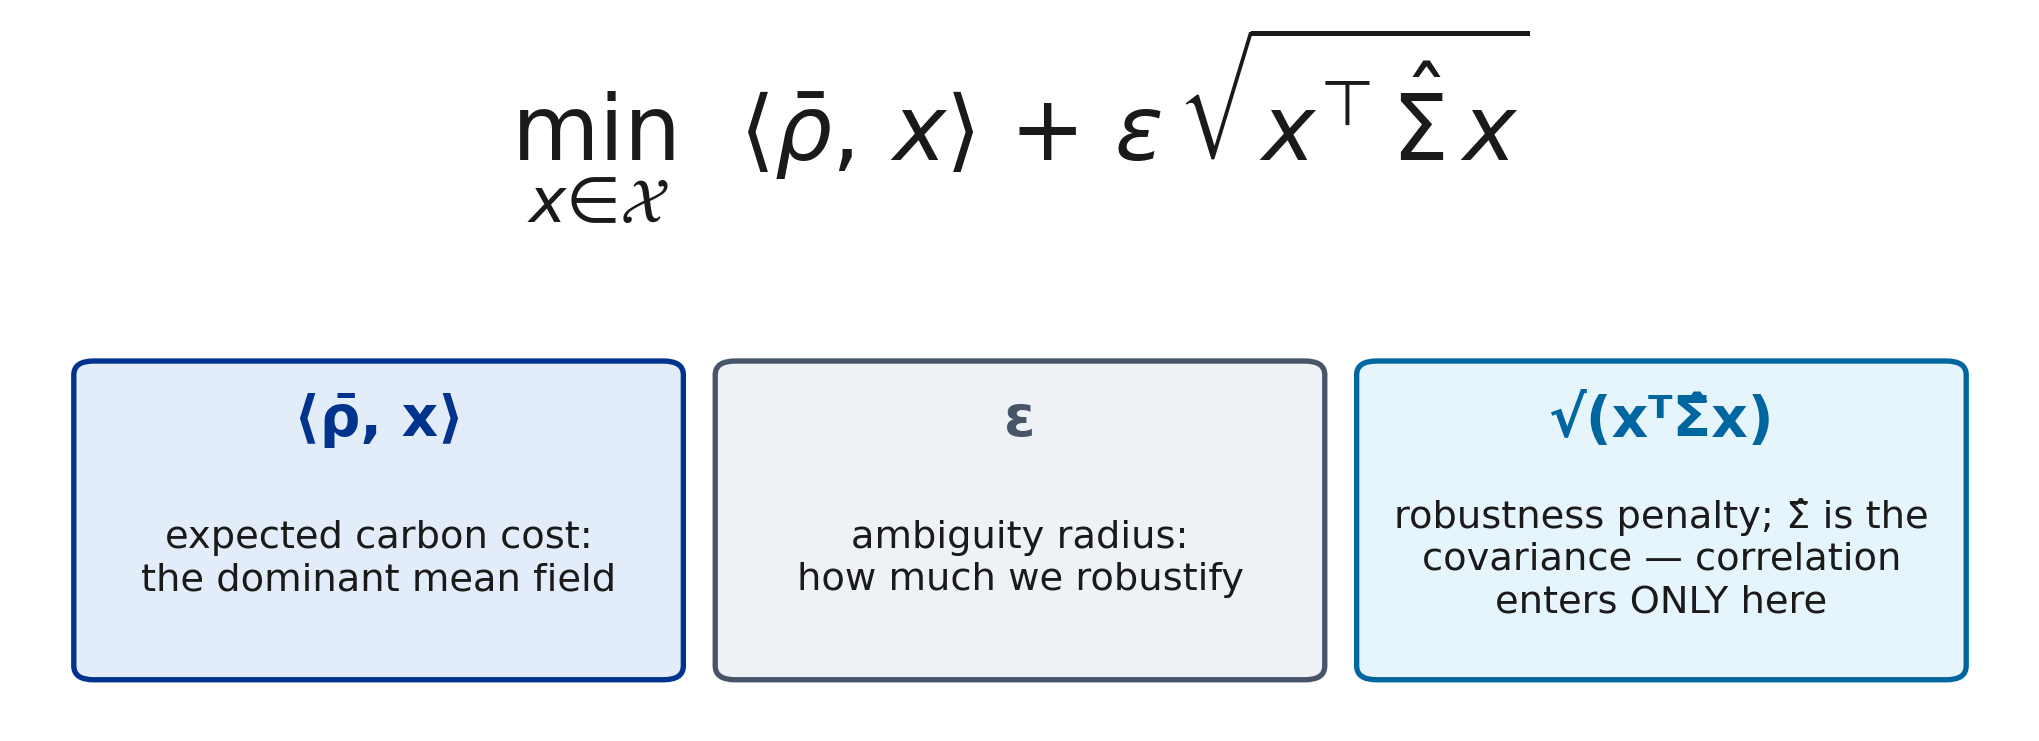 min ⟨ρ̄, x⟩ + ε √(x⊤ Σ̂ x)
x∈𝒳
⟨ρ̄, x⟩
expected carbon cost:
the dominant mean field
ε
ambiguity radius:
how much we robustify
√(xᵀΣ̂x)
robustness penalty; Σ̂ is the
covariance — correlation
enters ONLY here